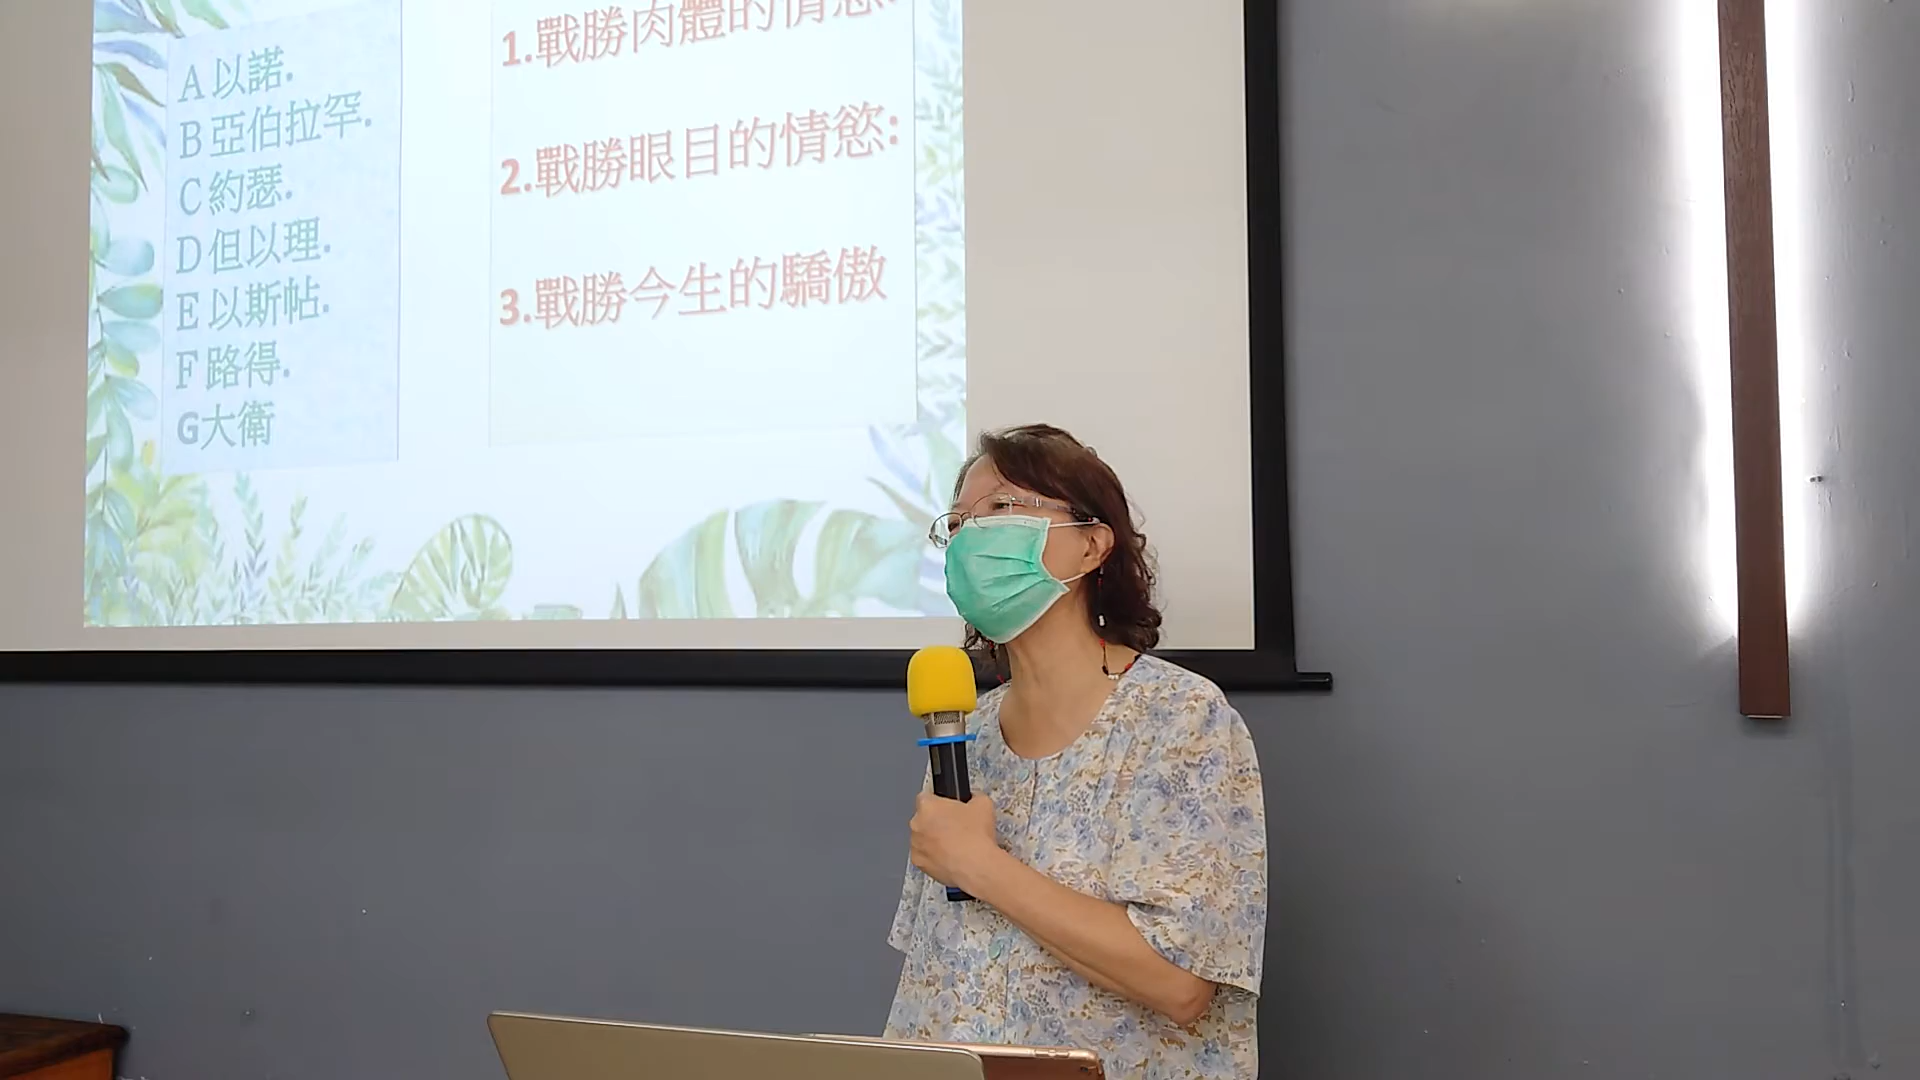 A 以諾.
B 亞伯拉罕.
C 約瑟.
D 但以理.
E 以斯帖.
F 路得.
G大衛
1.戰勝肉體的情慾:
2.戰勝眼目的情慾:
3.戰勝今生的驕傲